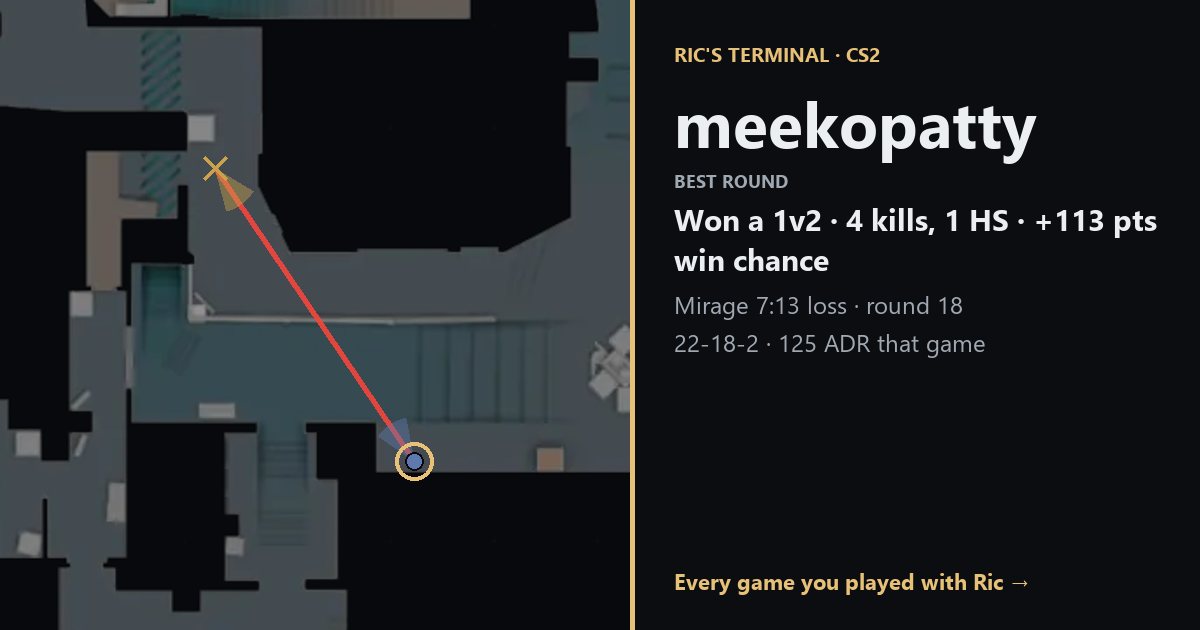 RIC'S TERMINAL · CS2
meekopatty
BEST ROUND
Won a 1v2 · 4 kills, 1 HS · +113 pts
win chance
Mirage 7:13 loss · round 18
22-18-2 · 125 ADR that game
Every game you played with Ric →